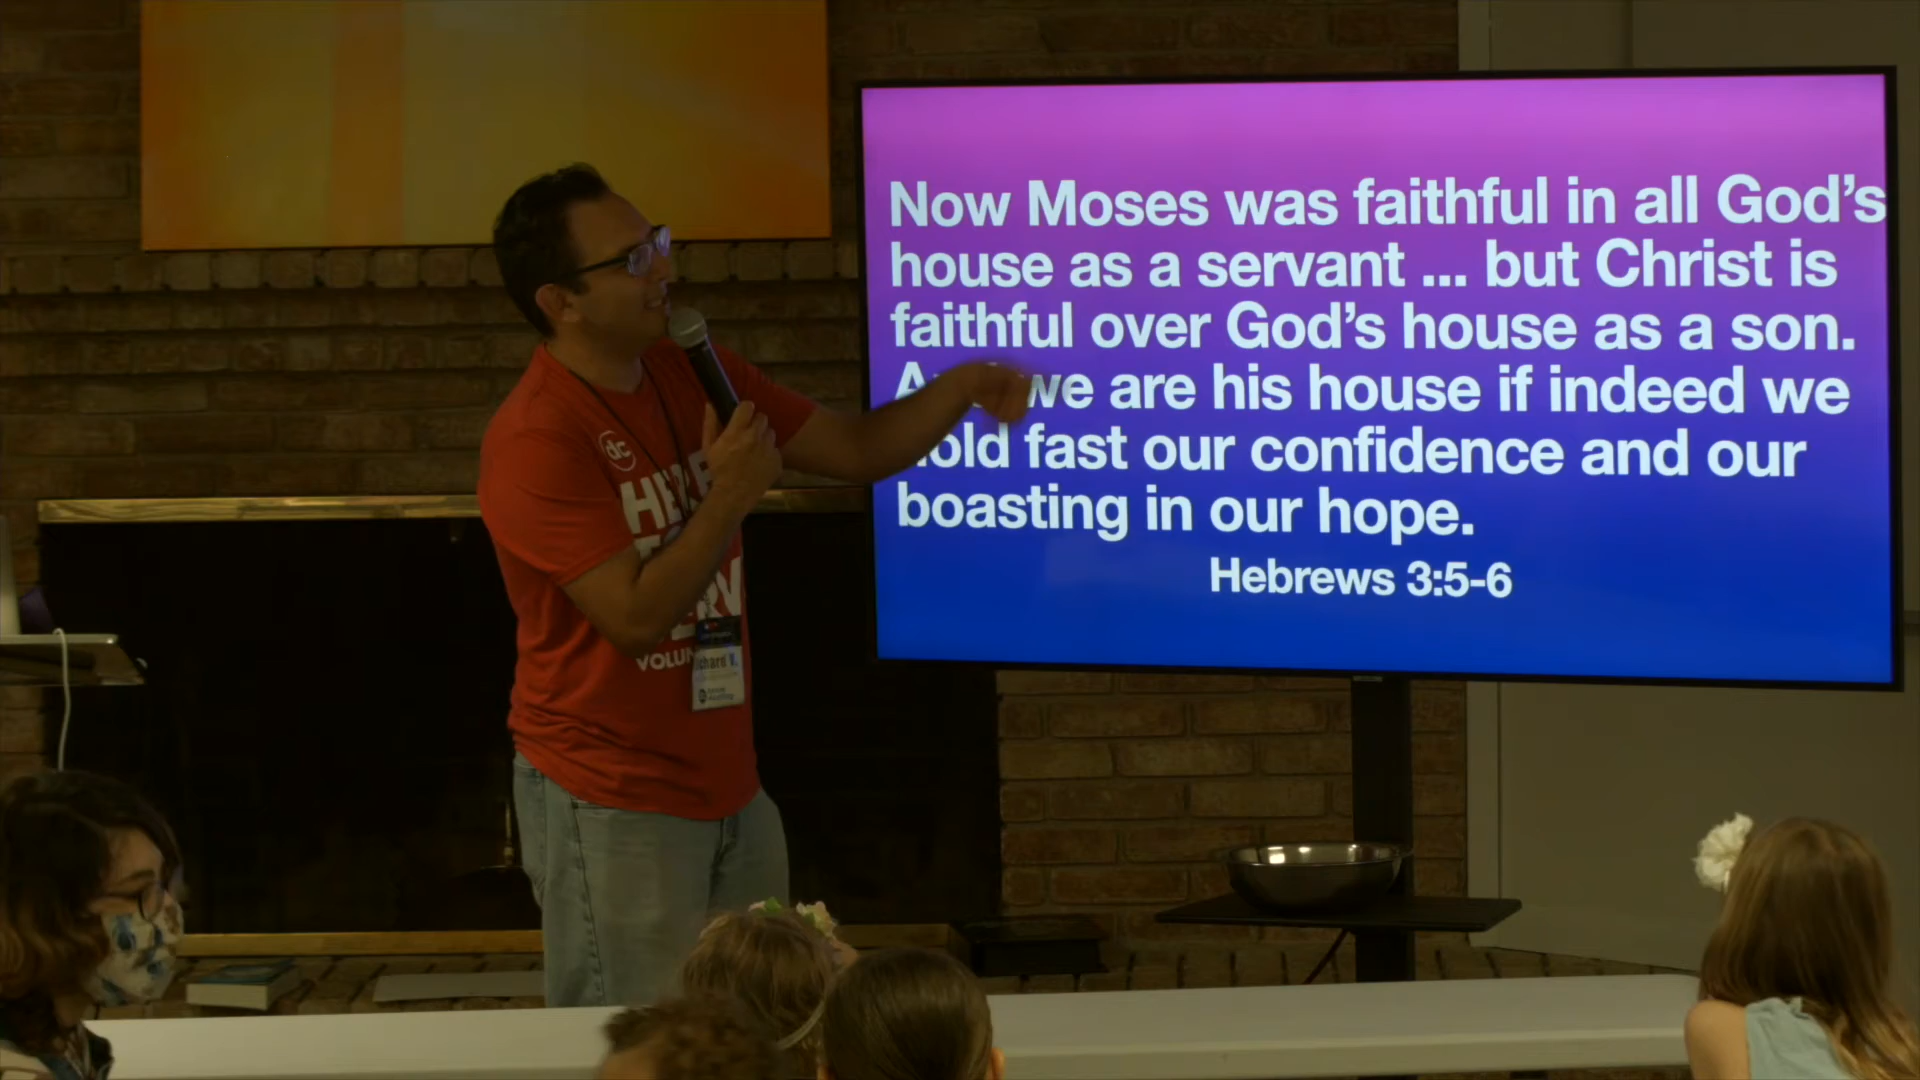 Now Moses was faithful in all God's
house as a servant ... but Christ is
faithful over God's house as a son.
we are his house if indeed we
fast our confidence and our
boasting in our hope.
Hebrews 3:5-6
dc